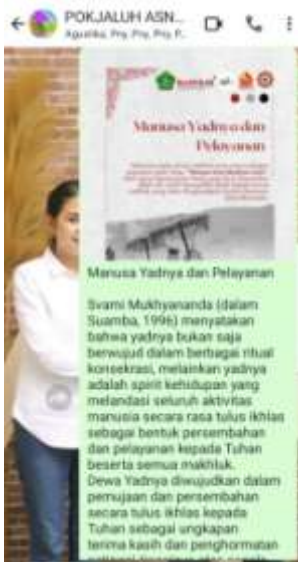 POKJALUH ASN...
Agustika, Pny, Pny, Pny, P...
Manusa Yadnya dan
Pelayanan
Manusa Yadnya dan Pelayanan
Svami Mukhyananda (dalam
Suamba, 1996) menyatakan
bahwa yadnya bukan saja
berwujud dalam berbagai ritual
konsekrasi, melainkan yadnya
adalah spirit kehidupan yang
melandasi seluruh aktivitas
manusia secara rasa tulus ikhlas
sebagai bentuk persembahan
dan pelayanan kepada Tuhan
beserta semua makhluk.
Dewa Yadnya diwujudkan dalam
pemujaan dan persembahan
secara tulus ikhlas kepada
Tuhan sebagai ungkapan
terima kasih dan penghormatan